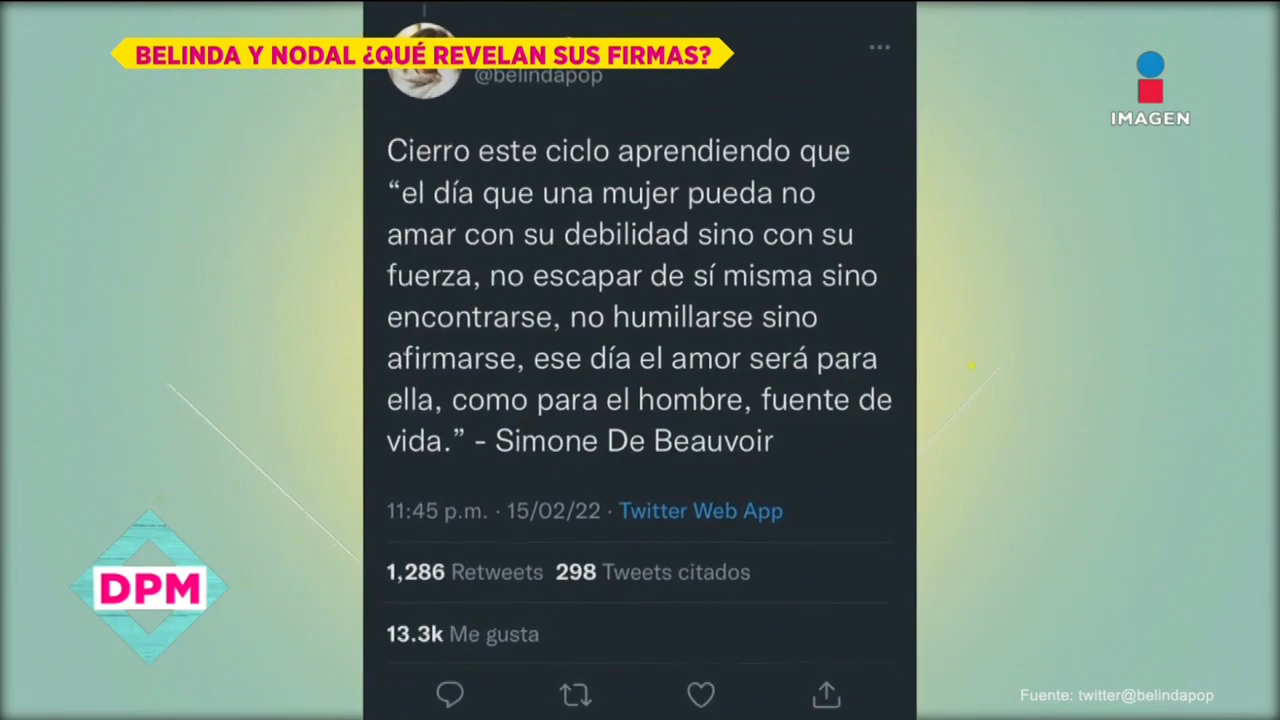 BELINDA Y NODAL ¿QUÉ REVELAN SUS FIRMAS?
@belindapop
IMAGEN
Cierro este ciclo aprendiendo que
“el día que una mujer pueda no
amar con su debilidad sino con su
fuerza, no escapar de sí misma sino
encontrarse, no humillarse sino
afirmarse, ese día el amor será para
ella, como para el hombre, fuente de
vida.” - Simone De Beauvoir
11:45 p.m. · 15/02/22 · Twitter Web App
1,286 Retweets 298 Tweets citados
13.3k Me gusta
DPM
Fuente: twitter@belindapop